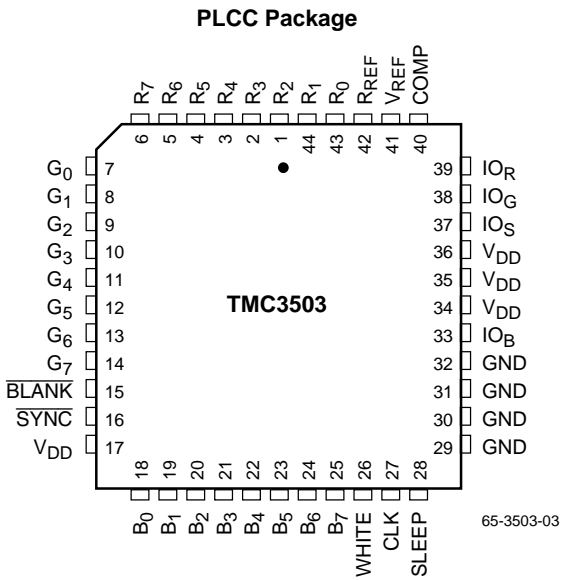 PLCC Package
R7 R6 R5 R4 R3 R2 R1 R0 RREF VREF COMP
6 5 4 3 2 1 44 43 42 41 40
G0 7 39 IOR
G1 8 38 IOG
G2 9 37 IOS
G3 10 36 VDD
G4 11 35 VDD
G5 12 TMC3503 34 VDD
G6 13 33 IOB
G7 14 32 GND
BLANK 15 31 GND
SYNC 16 30 GND
VDD 17 29 GND
18 19 20 21 22 23 24 25 26 27 28
B0 B1 B2 B3 B4 B5 B6 B7 WHITE CLK SLEEP
65-3503-03